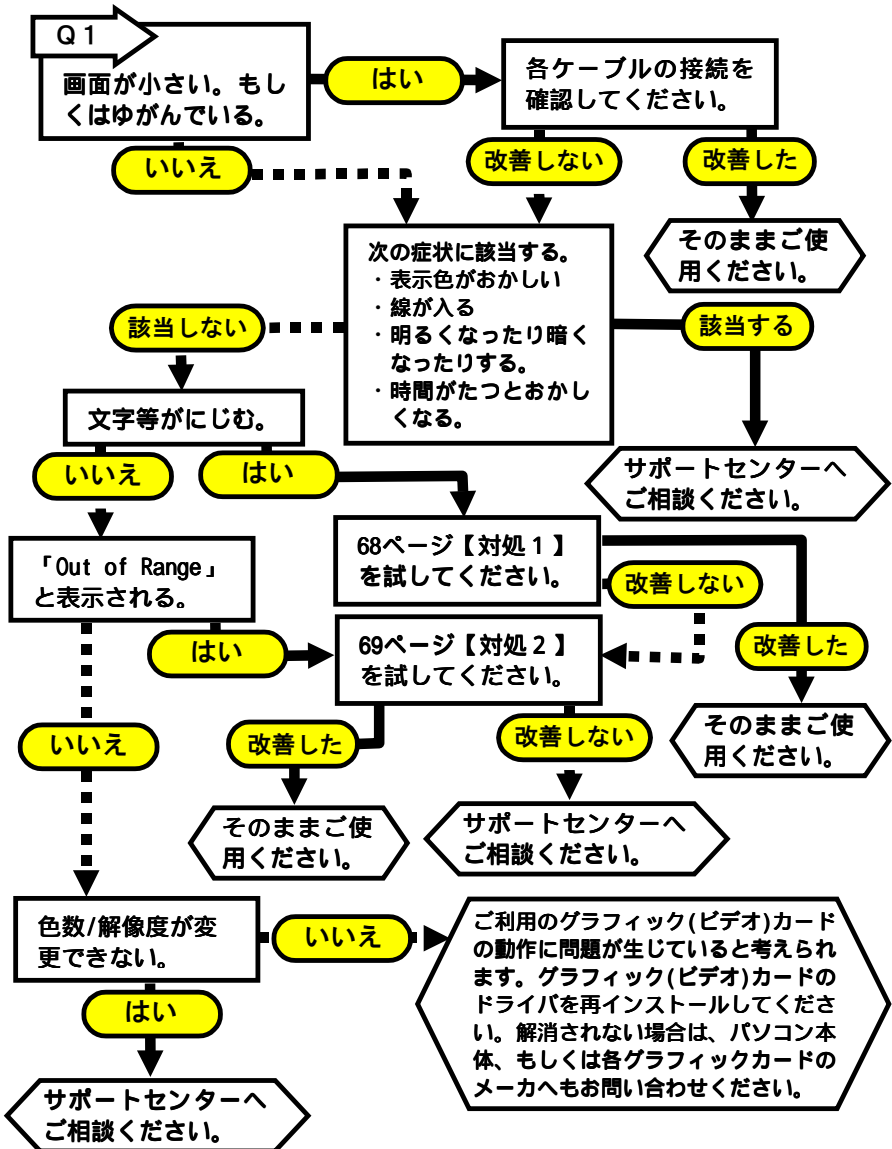 Q1
画面が小さい。もし
くはゆがんでいる。
はい
各ケーブルの接続を
確認してください。
いいえ
改善しない
改善した
そのままご使
用ください。
次の症状に該当する。
・表示色がおかしい
・線が入る
・明るくなったり暗く
なったりする。
・時間がたつとおかし
くなる。
該当しない
該当する
文字等がにじむ。
サポートセンターへ
ご相談ください。
いいえ
はい
68ページ【対処1】
を試してください。
「Out of Range」
と表示される。
改善しない
はい
69ページ【対処2】
を試してください。
改善した
そのままご使
用ください。
いいえ
改善した
改善しない
そのままご使
用ください。
サポートセンターへ
ご相談ください。
色数/解像度が変
更できない。
いいえ
ご利用のグラフィック(ビデオ)カード
の動作に問題が生じていると考えられ
ます。グラフィック(ビデオ)カードの
ドライバを再インストールしてくださ
い。解消されない場合は、パソコン本
体、もしくは各グラフィックカードの
メーカへもお問い合わせください。
はい
サポートセンターへ
ご相談ください。